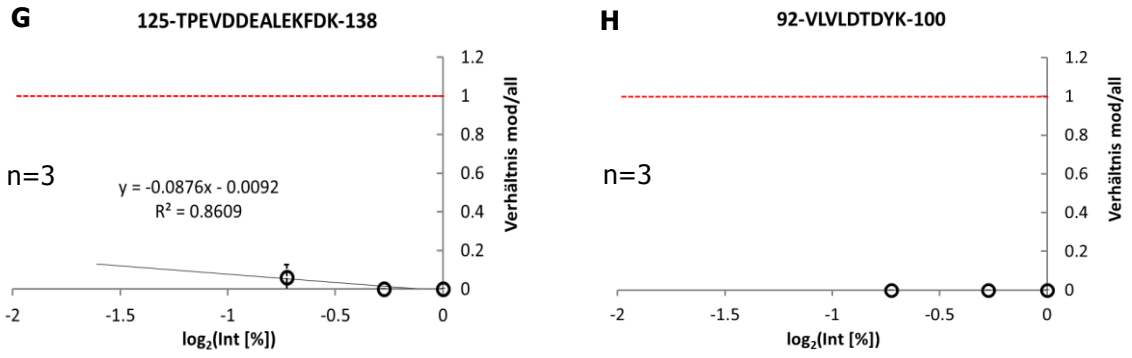 G
125-TPEVDDEALEKFDK-138
1.2
1
0.8
0.6
0.4
0.2
0
Verhältnis mod/all
n=3
y = -0.0876x - 0.0092
R² = 0.8609
-2
-1.5
-1
-0.5
0
log₂(Int [%])
H
92-VLVLDTDYK-100
1.2
1
0.8
0.6
0.4
0.2
0
Verhältnis mod/all
n=3
-2
-1.5
-1
-0.5
0
log₂(Int [%])